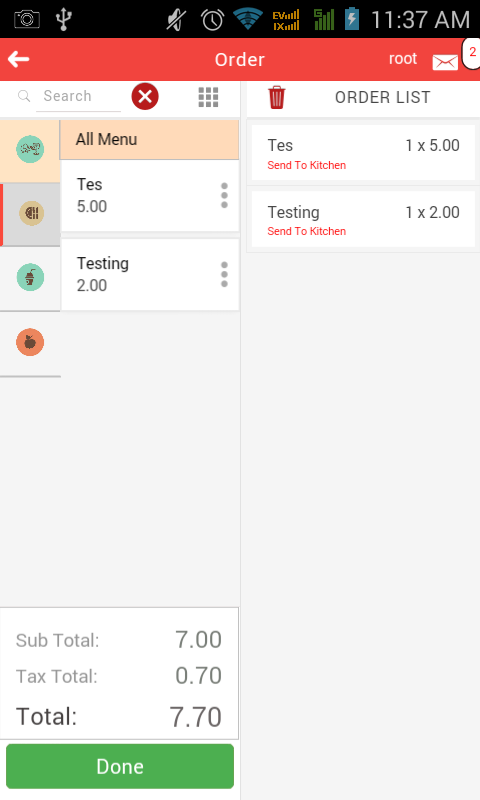 EV
1X
G
11:37 AM
Order
root
2
Search
ORDER LIST
All Menu
Tes
5.00
Testing
2.00
Tes 1 x 5.00
Send To Kitchen
Testing 1 x 2.00
Send To Kitchen
Sub Total: 7.00
Tax Total: 0.70
Total: 7.70
Done